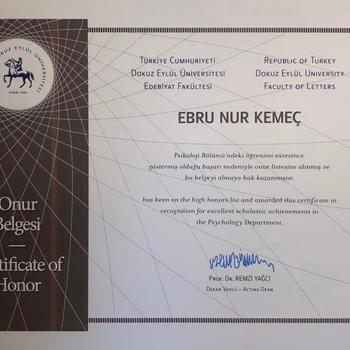 DOKUZ EYLÜL ÜNİVERSİTESİ
İZMİR-1982
TÜRKİYE CUMHURİYETİ
DOKUZ EYLÜL ÜNİVERSİTESİ
EDEBİYAT FAKÜLTESİ
REPUBLIC OF TURKEY
DOKUZ EYLÜL UNIVERSITY
FACULTY OF LETTERS
EBRU NUR KEMEÇ
Psikoloji Bölümü'ndeki öğrenimi süresince
göstermiş olduğu başarı nedeniyle onur listesine alınmış ve
bu belgeyi almaya hak kazanmıştır.
has been on the high honors list and awarded this certificate in
recognition for excellent scholastic achievements in
the Psychology Department.
PROF. DR. REMZİ YAĞCI
DEKAN VEKİLİ – ACTING DEAN
Onur
Belgesi
—
rtificate of
Honor